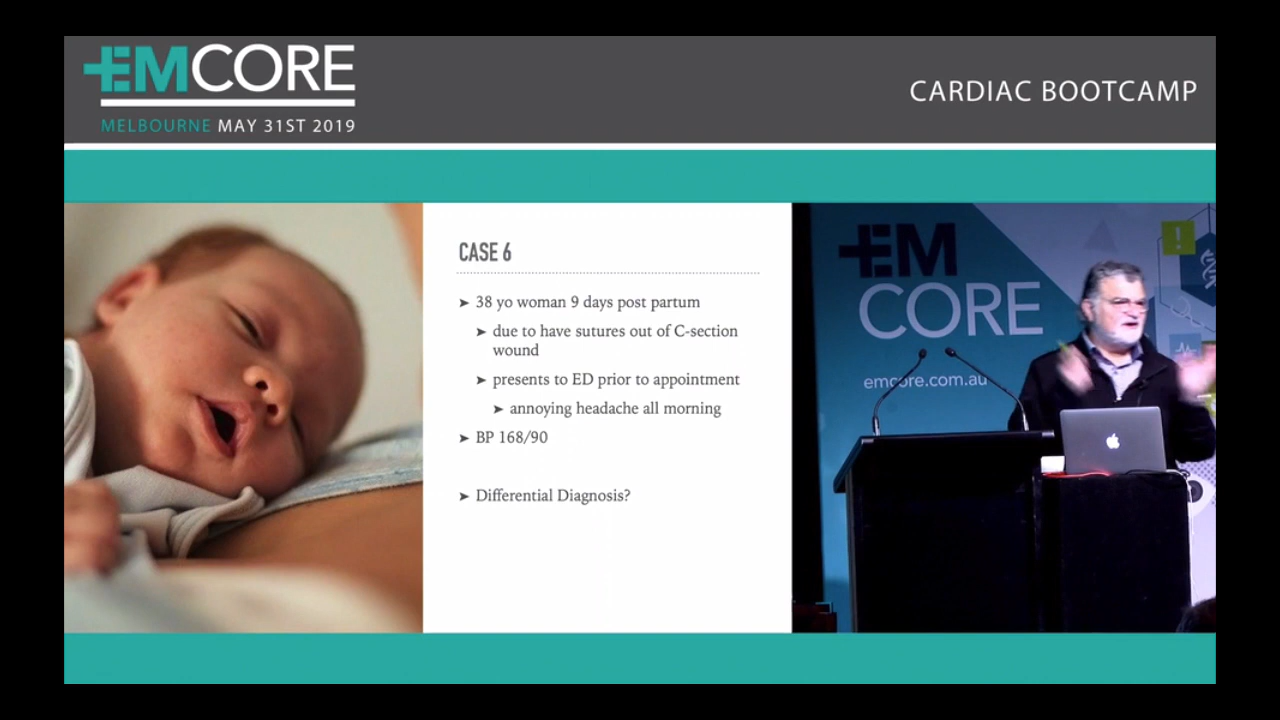 EMCORE
MELBOURNE MAY 31ST 2019
CARDIAC BOOTCAMP
CASE 6
➤ 38 yo woman 9 days post partum
➤ due to have sutures out of C-section
wound
➤ presents to ED prior to appointment
➤ annoying headache all morning
➤ BP 168/90
➤ Differential Diagnosis?
EM
CORE
emcore.com.au
!